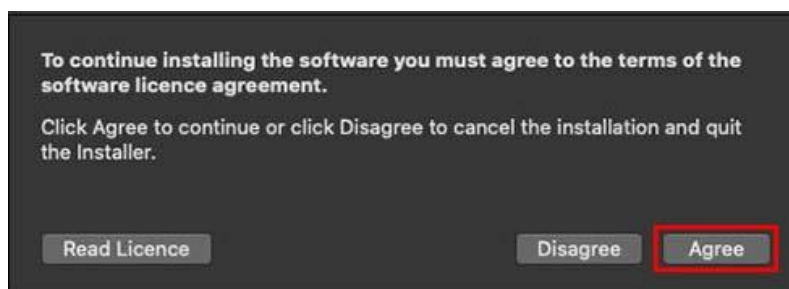 To continue installing the software you must agree to the terms of the
software licence agreement.
Click Agree to continue or click Disagree to cancel the installation and quit
the Installer.
Read Licence Disagree Agree